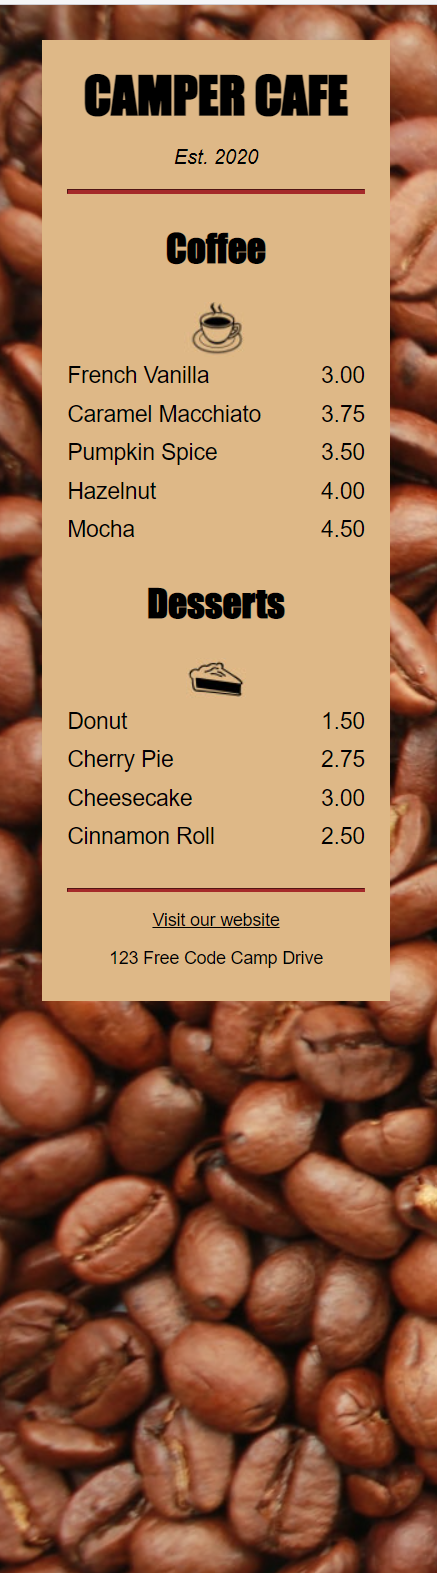 CAMPER CAFE
Est. 2020
Coffee
French Vanilla 3.00
Caramel Macchiato 3.75
Pumpkin Spice 3.50
Hazelnut 4.00
Mocha 4.50
Desserts
Donut 1.50
Cherry Pie 2.75
Cheesecake 3.00
Cinnamon Roll 2.50
Visit our website
123 Free Code Camp Drive